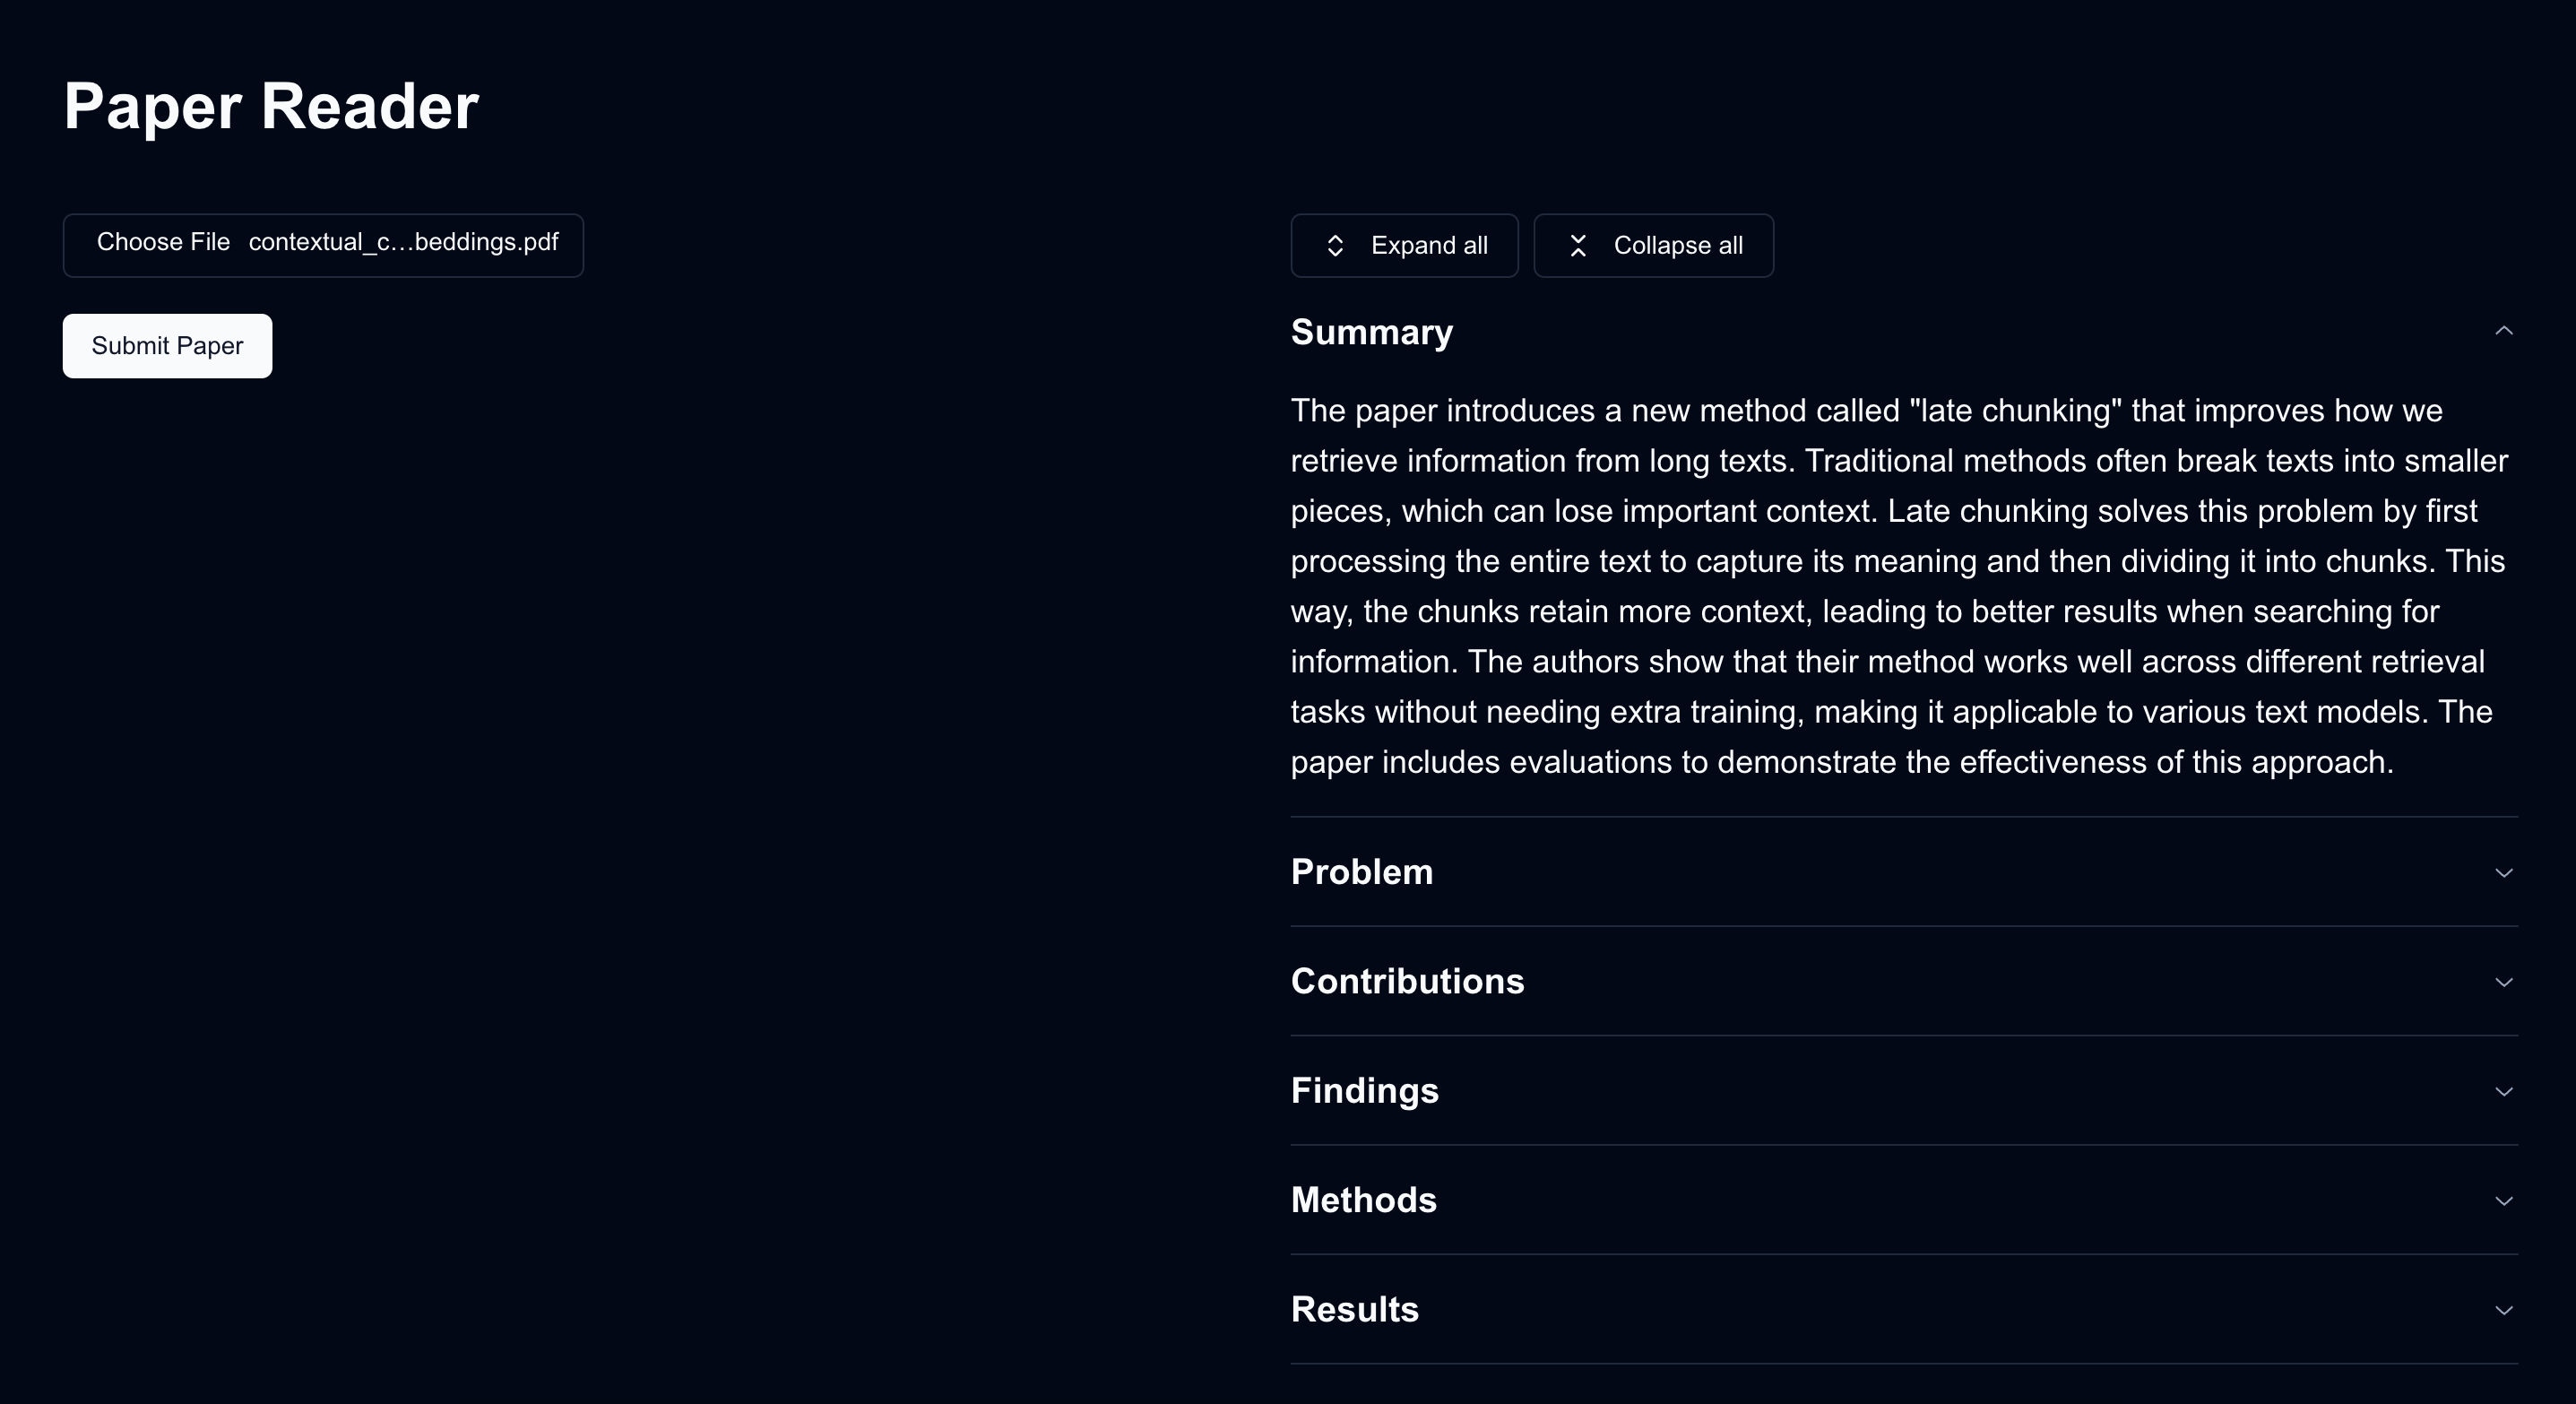 Paper Reader
Choose File contextual_c...beddings.pdf
Submit Paper
Expand all
Collapse all
Summary
The paper introduces a new method called "late chunking" that improves how we
retrieve information from long texts. Traditional methods often break texts into smaller
pieces, which can lose important context. Late chunking solves this problem by first
processing the entire text to capture its meaning and then dividing it into chunks. This
way, the chunks retain more context, leading to better results when searching for
information. The authors show that their method works well across different retrieval
tasks without needing extra training, making it applicable to various text models. The
paper includes evaluations to demonstrate the effectiveness of this approach.
Problem
Contributions
Findings
Methods
Results